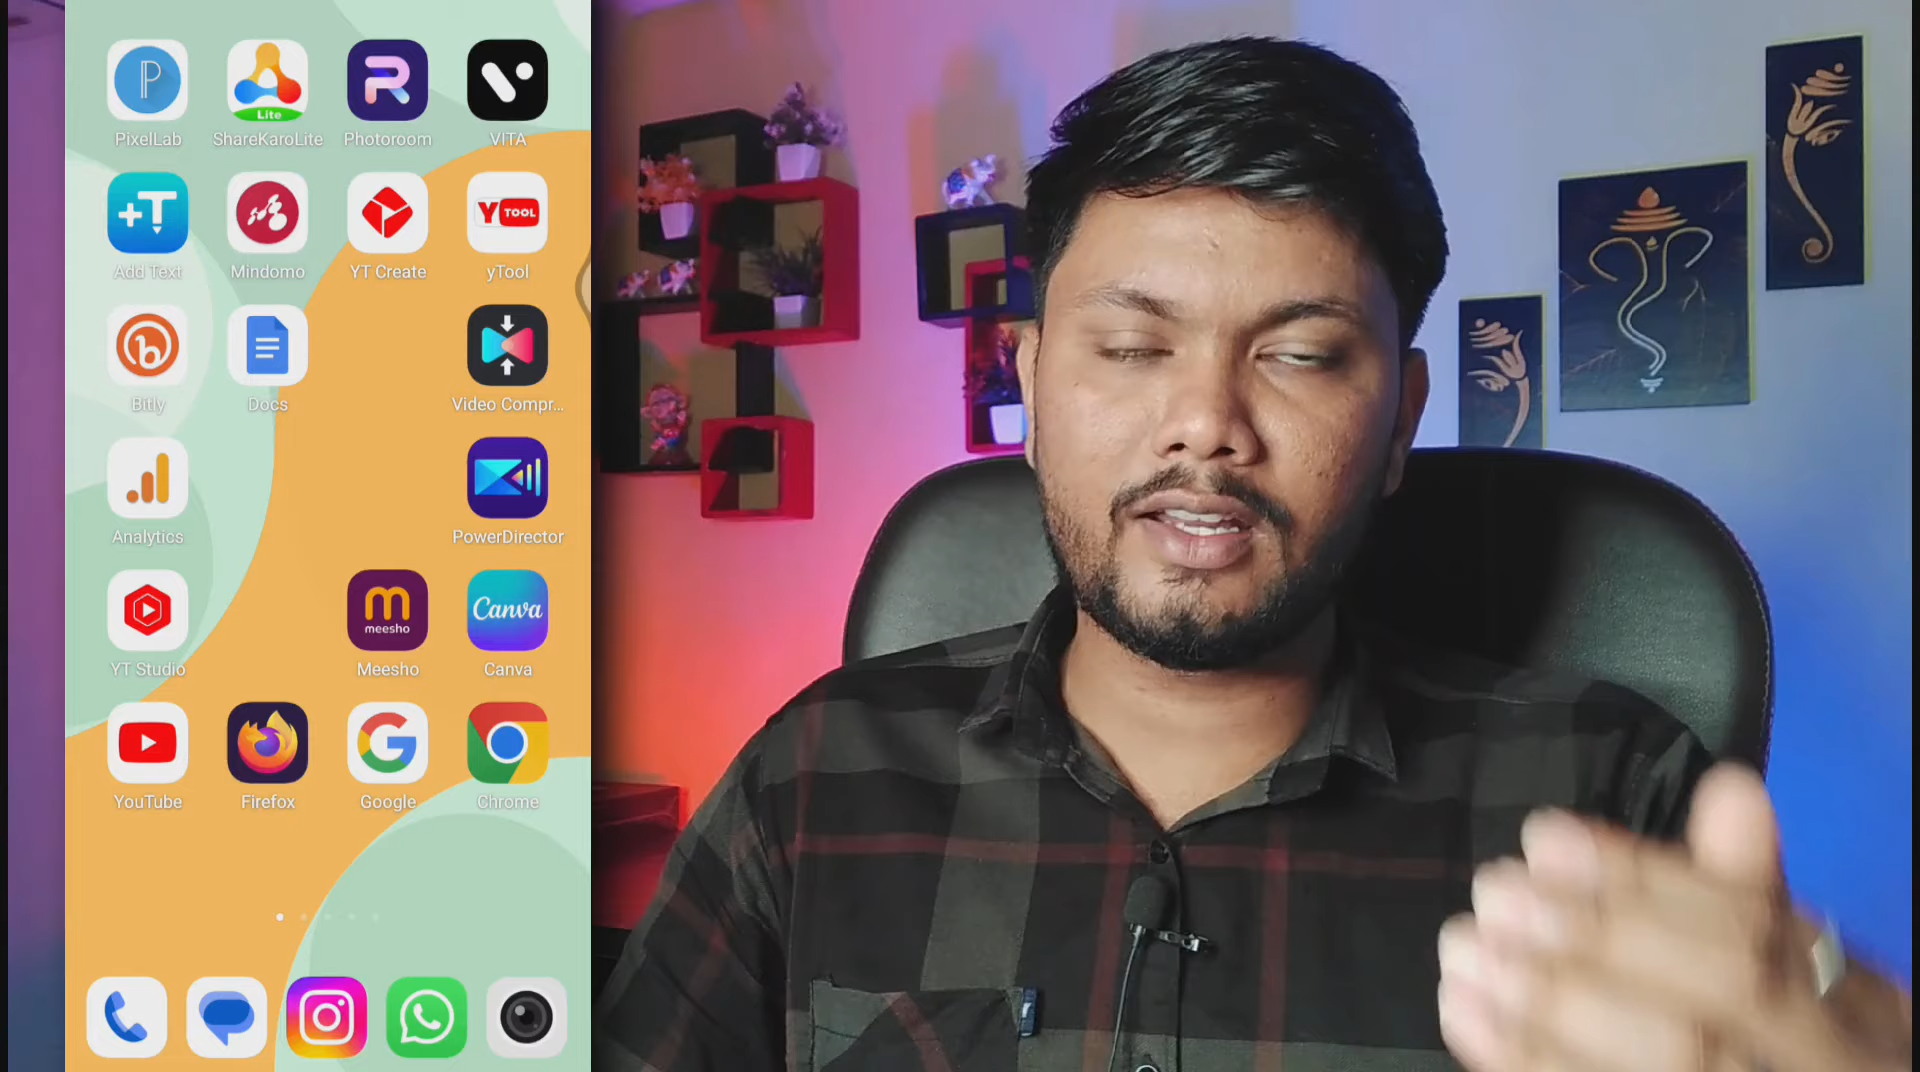 PixelLab
Lite
ShareKaroLite
Photoroom
VITA
+T
Add Text
Mindomo
YT Create
Y TOOL
yTool
Bitly
Docs
Video Compr...
Analytics
PowerDirector
YT Studio
m
meesho
Meesho
Canva
Canva
YouTube
Firefox
G
Google
Chrome